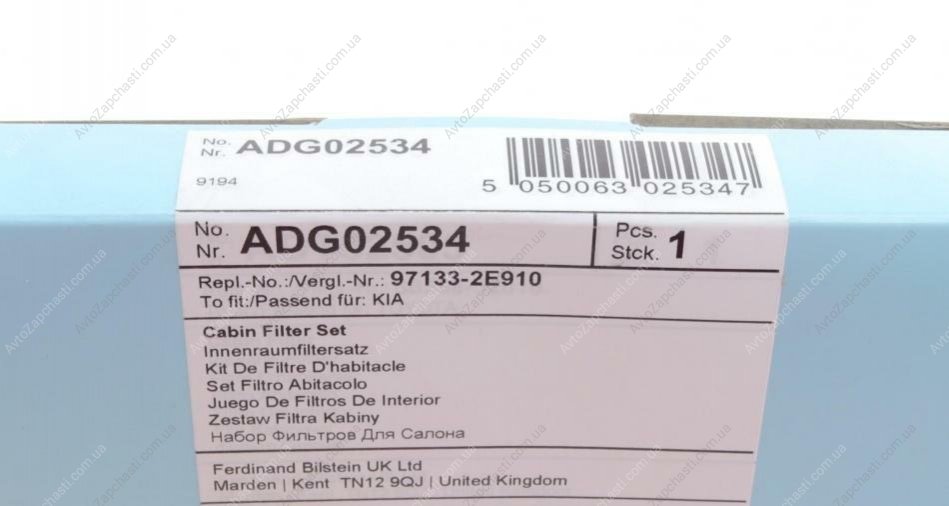 No.
Nr. ADG02534
9194
5 050063 025347
No.
Nr. ADG02534
Pcs.
Stck. 1
Repl.-No.:/Vergl.-Nr.: 97133-2E910
To fit:/Passend für: KIA
Cabin Filter Set
Innenraumfiltersatz
Kit De Filtre D'habitacle
Set Filtro Abitacolo
Juego De Filtros De Interior
Zestaw Filtra Kabiny
Набор Фильтров Для Салона
Ferdinand Bilstein UK Ltd
Marden | Kent TN12 9QJ | United Kingdom
AvtoZapchasti.com.ua